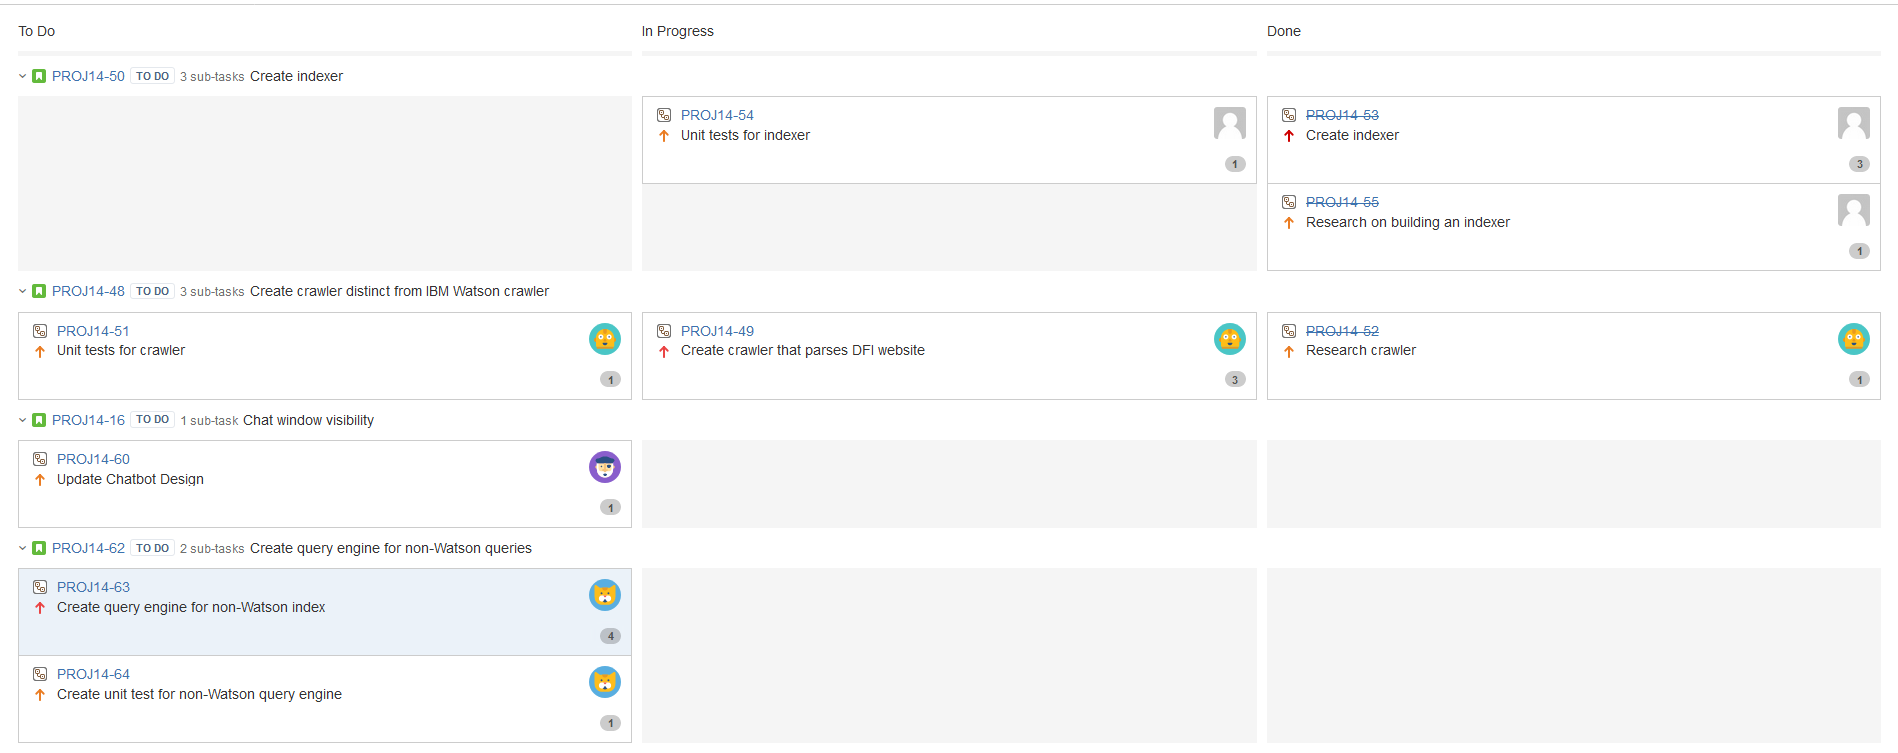 To Do
In Progress
Done
PROJ14-50 TO DO 3 sub-tasks Create indexer
PROJ14-54
Unit tests for indexer
1
PROJ14-53
Create indexer
3
PROJ14-55
Research on building an indexer
1
PROJ14-48 TO DO 3 sub-tasks Create crawler distinct from IBM Watson crawler
PROJ14-51
Unit tests for crawler
1
PROJ14-49
Create crawler that parses DFI website
3
PROJ14-52
Research crawler
1
PROJ14-16 TO DO 1 sub-task Chat window visibility
PROJ14-60
Update Chatbot Design
1
PROJ14-62 TO DO 2 sub-tasks Create query engine for non-Watson queries
PROJ14-63
Create query engine for non-Watson index
4
PROJ14-64
Create unit test for non-Watson query engine
1